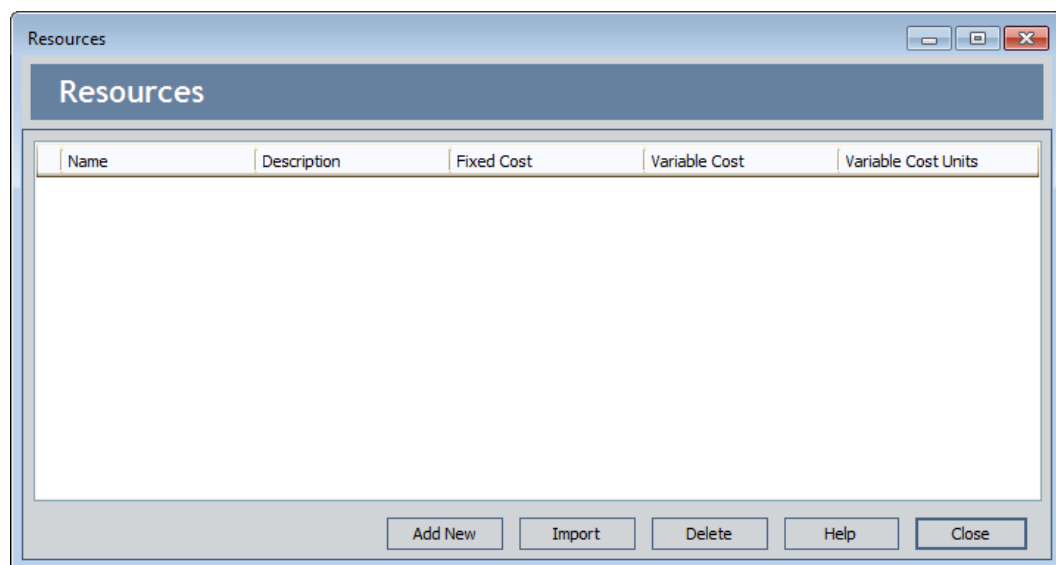 Resources
Resources
Name Description Fixed Cost Variable Cost Variable Cost Units
Add New Import Delete Help Close